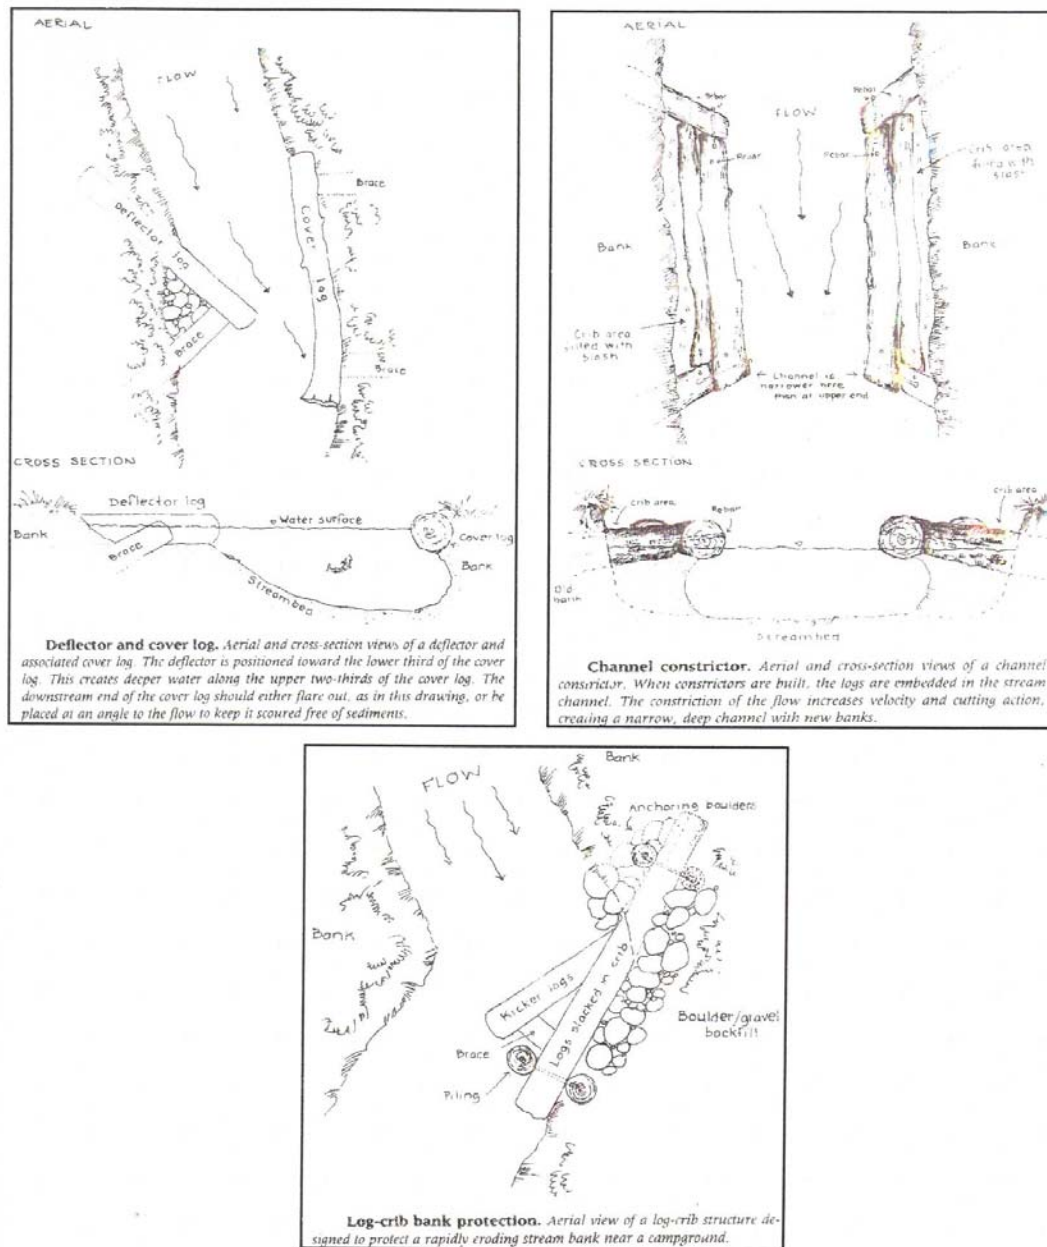 AERIAL
FLOW
Deflector log
Brace
Cover log
Brace
Brace
CROSS SECTION
Deflector log
Water surface
Bank
Brace
Cover log
Bank
Streambed
Deflector and cover log. Aerial and cross-section views of a deflector and
associated cover log. The deflector is positioned toward the lower third of the cover
log. This creates deeper water along the upper two-thirds of the cover log. The
downstream end of the cover log should either flare out, as in this drawing, or be
placed at an angle to the flow to keep it scoured free of sediments.
AERIAL
Rebar
Rebar
FLOW
Rebar
Rebar
Crib area
filled with
slash
Bank
Bank
Crib area
filled with
slash
Channel is
narrower here
than at upper end
CROSS SECTION
Crib area
Rebar
Crib area
Old
bank
Streambed
Channel constrictor. Aerial and cross-section views of a channel
constrictor. When constrictors are built, the logs are embedded in the stream
channel. The constriction of the flow increases velocity and cutting action,
creating a narrow, deep channel with new banks.
FLOW
Bank
Anchoring boulders
Bank
Kicker logs
Logs stacked in crib
Boulder/gravel
backfill
Brace
Piling
Log-crib bank protection. Aerial view of a log-crib structure de-
signed to protect a rapidly eroding stream bank near a campground.